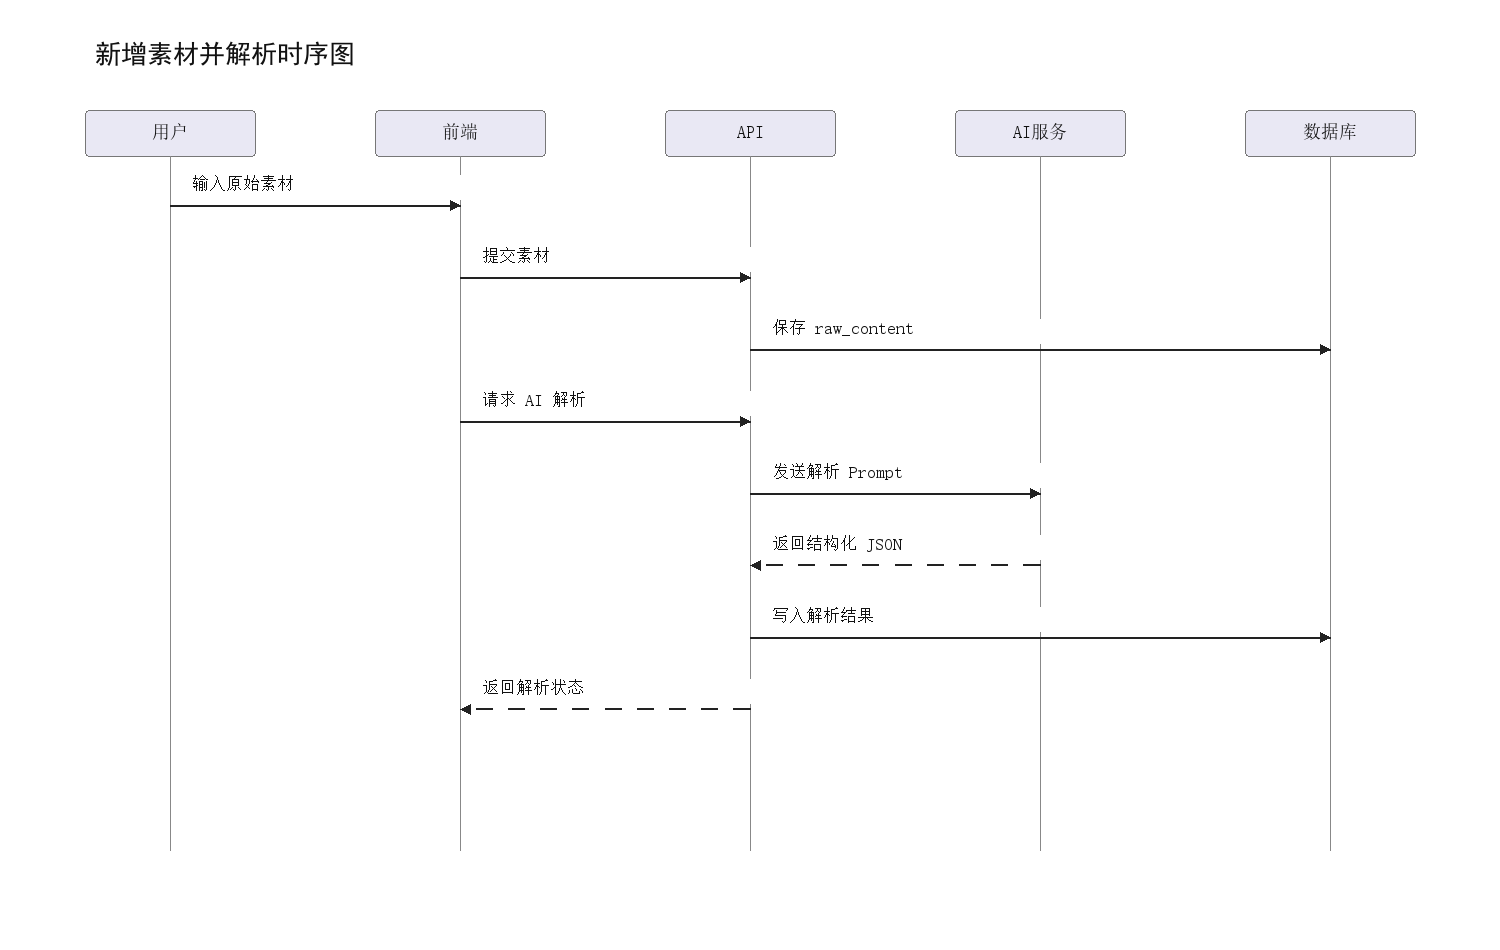 新增素材并解析时序图
用户
前端
API
AI服务
数据库
输入原始素材
提交素材
保存 raw_content
请求 AI 解析
发送解析 Prompt
返回结构化 JSON
写入解析结果
返回解析状态